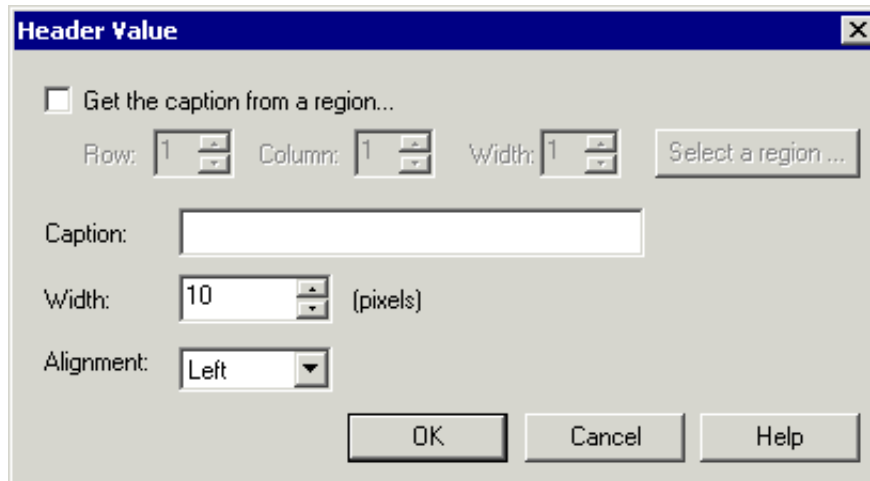 Header Value
Get the caption from a region...
Row: 1 Column: 1 Width: 1 Select a region ...
Caption:
Width: 10 (pixels)
Alignment: Left
OK Cancel Help